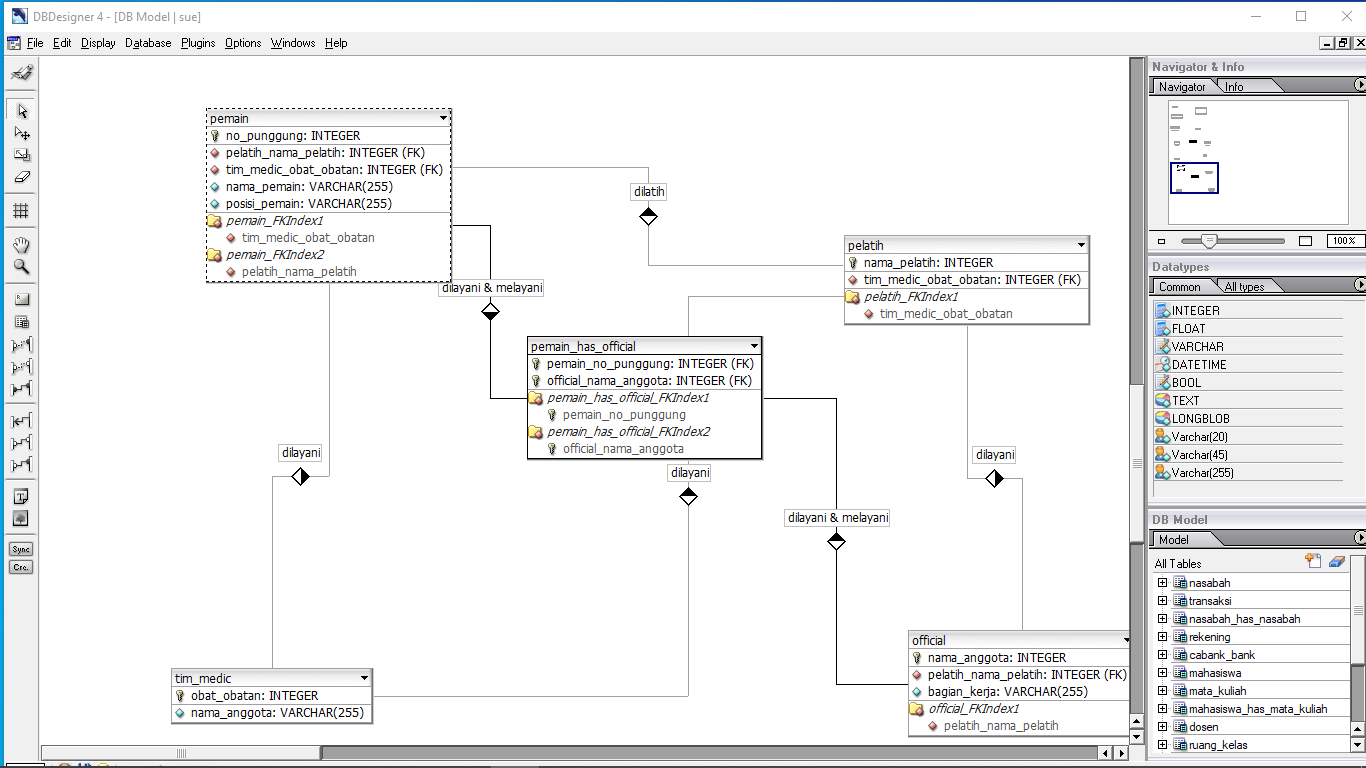 DBDesigner 4 - [DB Model | sue]
File Edit Display Database Plugins Options Windows Help
pemain
no_punggung: INTEGER
pelatih_nama_pelatih: INTEGER (FK)
tim_medic_obat_obatan: INTEGER (FK)
nama_pemain: VARCHAR(255)
posisi_pemain: VARCHAR(255)
pemain_FKIndex1
tim_medic_obat_obatan
pemain_FKIndex2
pelatih_nama_pelatih
dilatih
dilayani & melayani
pelatih
nama_pelatih: INTEGER
tim_medic_obat_obatan: INTEGER (FK)
pelatih_FKIndex1
tim_medic_obat_obatan
pemain_has_official
pemain_no_punggung: INTEGER (FK)
official_nama_anggota: INTEGER (FK)
pemain_has_official_FKIndex1
pemain_no_punggung
pemain_has_official_FKIndex2
official_nama_anggota
dilayani
dilayani
dilayani
dilayani & melayani
tim_medic
obat_obatan: INTEGER
nama_anggota: VARCHAR(255)
official
nama_anggota: INTEGER
pelatih_nama_pelatih: INTEGER (FK)
bagian_kerja: VARCHAR(255)
official_FKIndex1
pelatih_nama_pelatih
Sync
Cre.
Navigator & Info
Navigator Info
100%
Datatypes
Common All types
INTEGER
FLOAT
VARCHAR
DATETIME
BOOL
TEXT
LONGBLOB
Varchar(20)
Varchar(45)
Varchar(255)
DB Model
Model
All Tables
nasabah
transaksi
nasabah_has_nasabah
rekening
cabank_bank
mahasiswa
mata_kuliah
mahasiswa_has_mata_kuliah
dosen
ruang_kelas